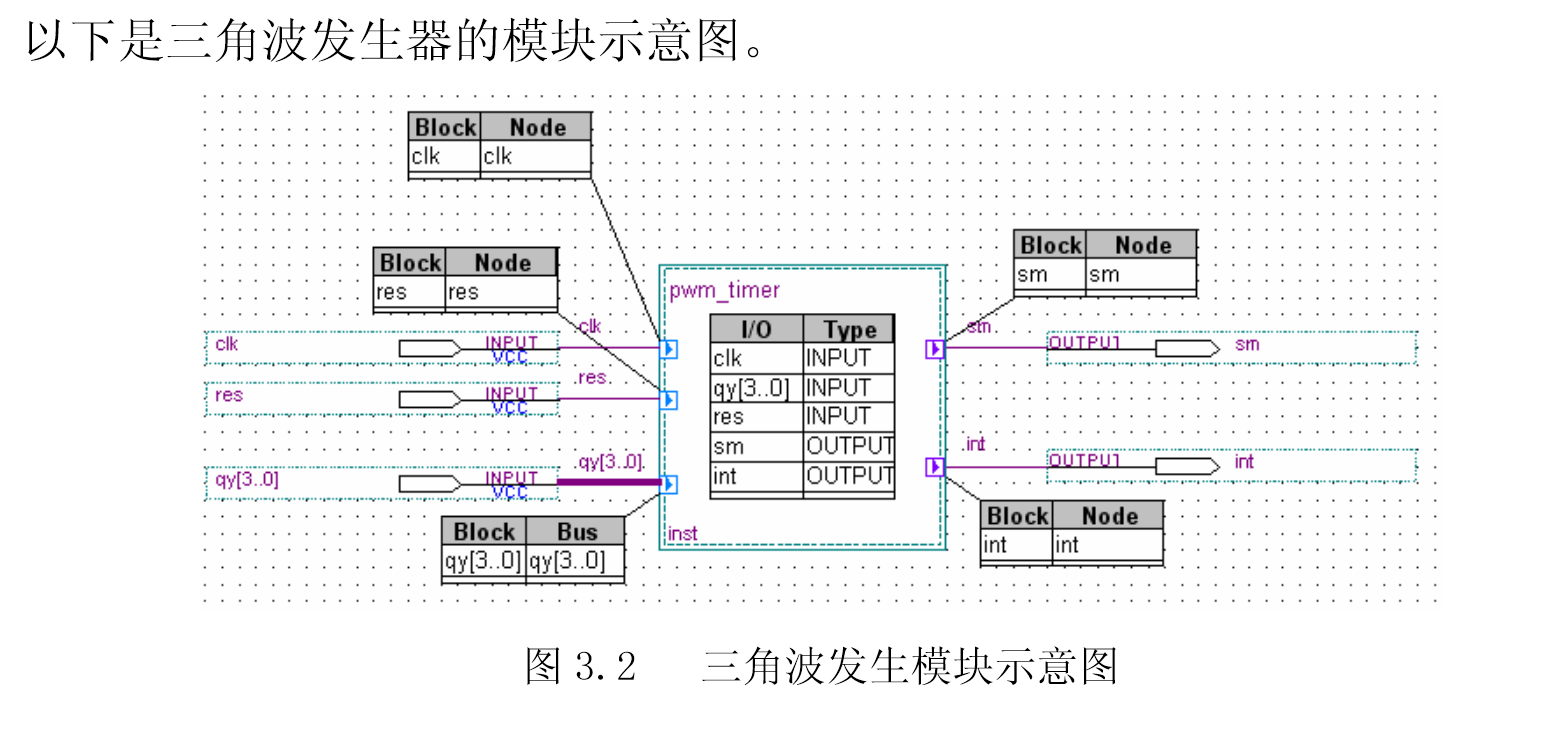 以下是三角波发生器的模块示意图。
Block Node
clk clk
Block Node
res res
Block Node
sm sm
pwm_timer
I/O Type
clk INPUT
qy[3..0] INPUT
res INPUT
sm OUTPUT
int OUTPUT
inst
clk INPUT VCC .clk
res INPUT VCC .res.
qy[3..0] INPUT VCC .qy[3..0].
.sm. OUTPUT sm
.int OUTPUT int
Block Bus
qy[3..0] qy[3..0]
Block Node
int int
图 3.2 三角波发生模块示意图